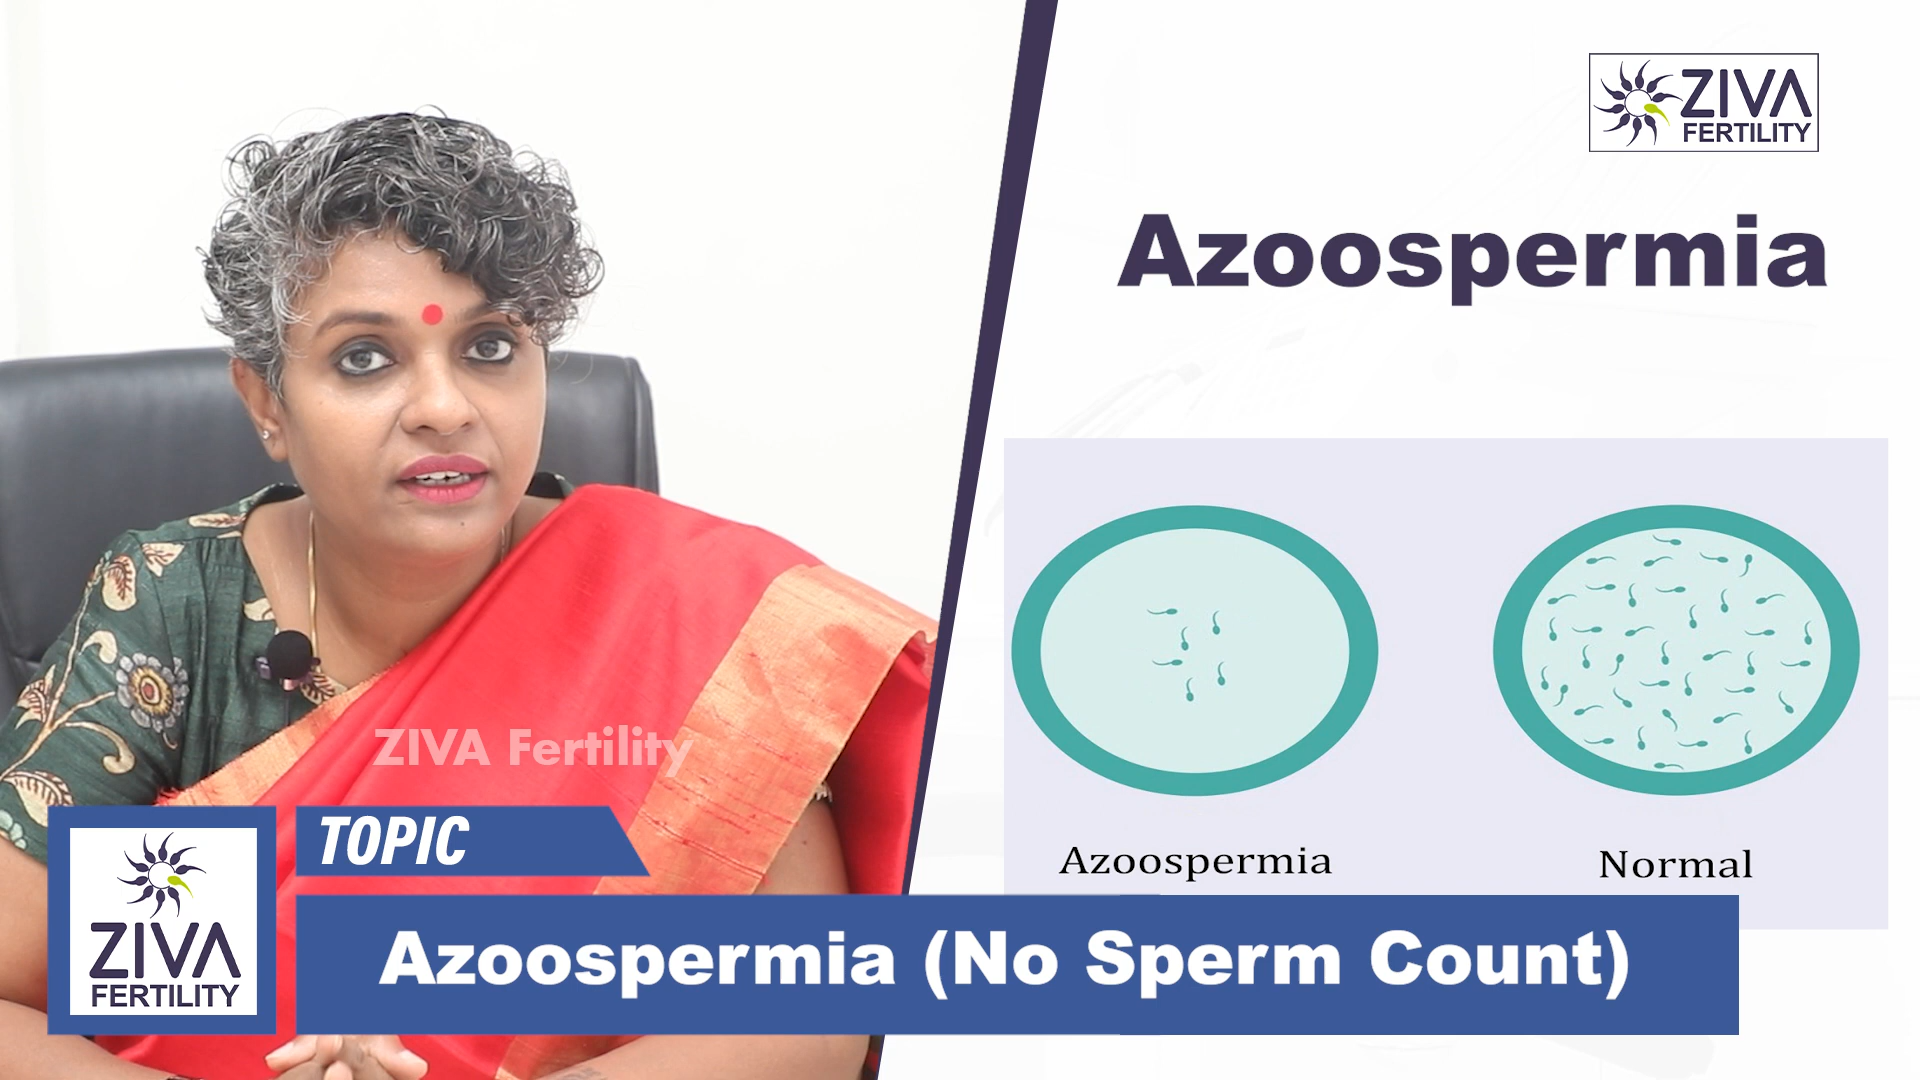 ZIVA
FERTILITY
Azoospermia
Azoospermia
Normal
ZIVA Fertility
TOPIC
ZIVA
FERTILITY
Azoospermia (No Sperm Count)